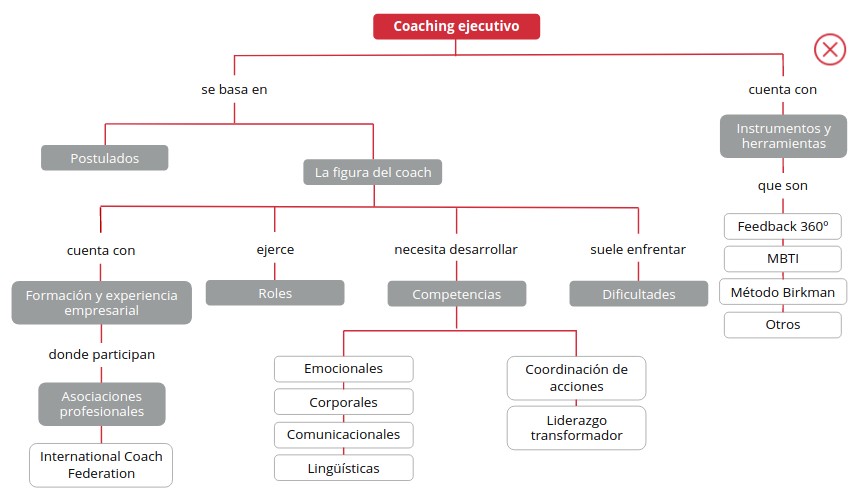 Coaching ejecutivo
se basa en
cuenta con
Postulados
La figura del coach
Instrumentos y
herramientas
que son
Feedback 360º
MBTI
Método Birkman
Otros
cuenta con
ejerce
necesita desarrollar
suele enfrentar
Formación y experiencia
empresarial
Roles
Competencias
Dificultades
donde participan
Asociaciones
profesionales
International Coach
Federation
Emocionales
Corporales
Comunicacionales
Lingüísticas
Coordinación de
acciones
Liderazgo
transformador